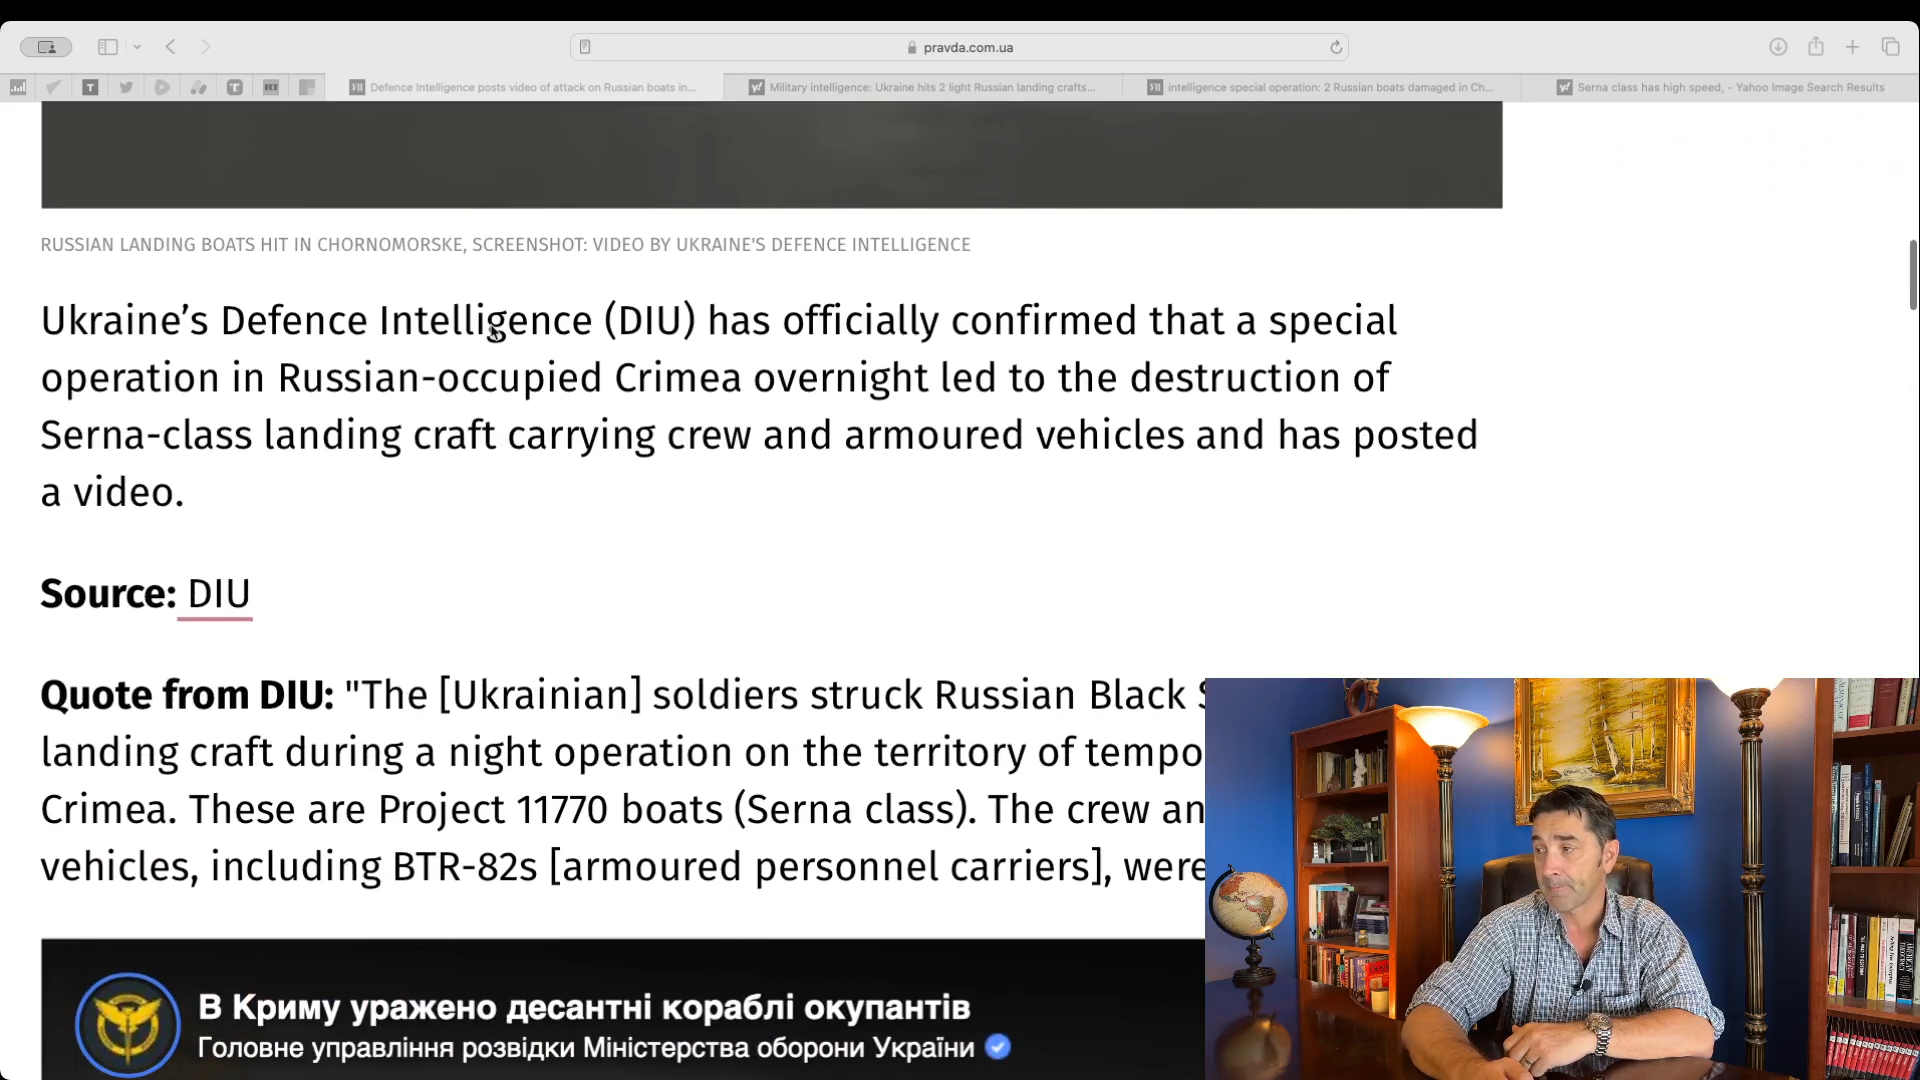 pravda.com.ua
Defence Intelligence posts video of attack on Russian boats in...
Military intelligence: Ukraine hits 2 light Russian landing crafts...
intelligence special operation: 2 Russian boats damaged in Ch...
Serna class has high speed, - Yahoo Image Search Results
RUSSIAN LANDING BOATS HIT IN CHORNOMORSKE, SCREENSHOT: VIDEO BY UKRAINE'S DEFENCE INTELLIGENCE
Ukraine’s Defence Intelligence (DIU) has officially confirmed that a special
operation in Russian-occupied Crimea overnight led to the destruction of
Serna-class landing craft carrying crew and armoured vehicles and has posted
a video.
Source: DIU
Quote from DIU: "The [Ukrainian] soldiers struck Russian Black S
landing craft during a night operation on the territory of tempo
Crimea. These are Project 11770 boats (Serna class). The crew an
vehicles, including BTR-82s [armoured personnel carriers], were
В Криму уражено десантні кораблі окупантів
Головне управління розвідки Міністерства оборони України